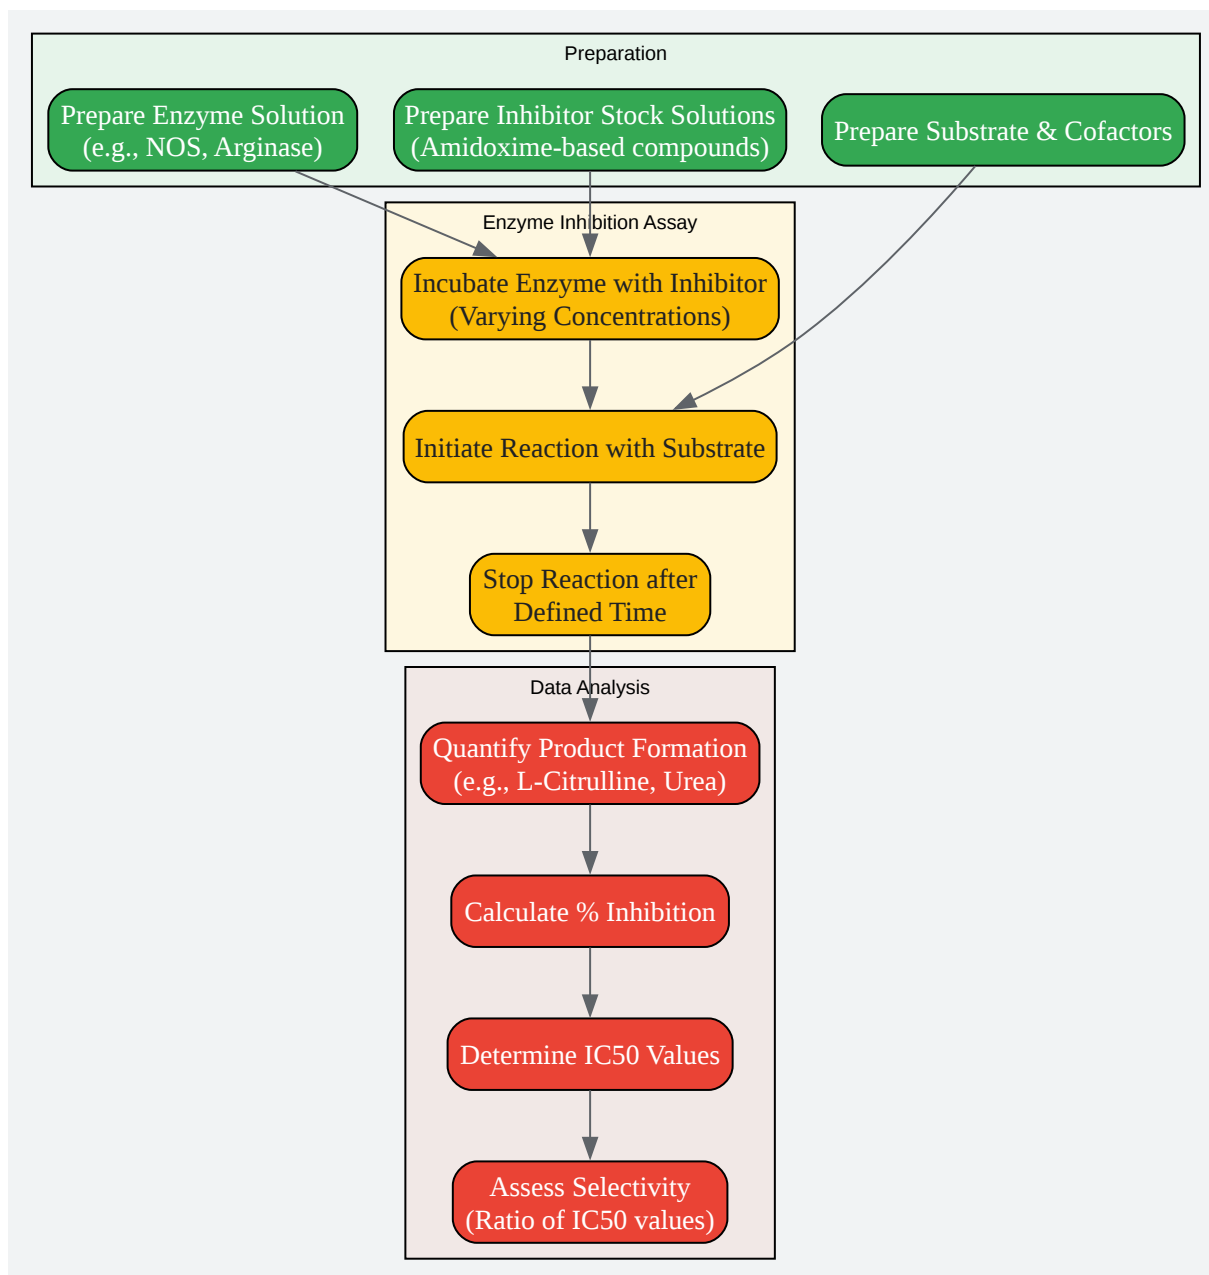 Preparation
Prepare Enzyme Solution
(e.g., NOS, Arginase)
Prepare Inhibitor Stock Solutions
(Amidoxime-based compounds)
Prepare Substrate & Cofactors
Enzyme Inhibition Assay
Incubate Enzyme with Inhibitor
(Varying Concentrations)
Initiate Reaction with Substrate
Stop Reaction after
Defined Time
Data Analysis
Quantify Product Formation
(e.g., L-Citrulline, Urea)
Calculate % Inhibition
Determine IC50 Values
Assess Selectivity
(Ratio of IC50 values)